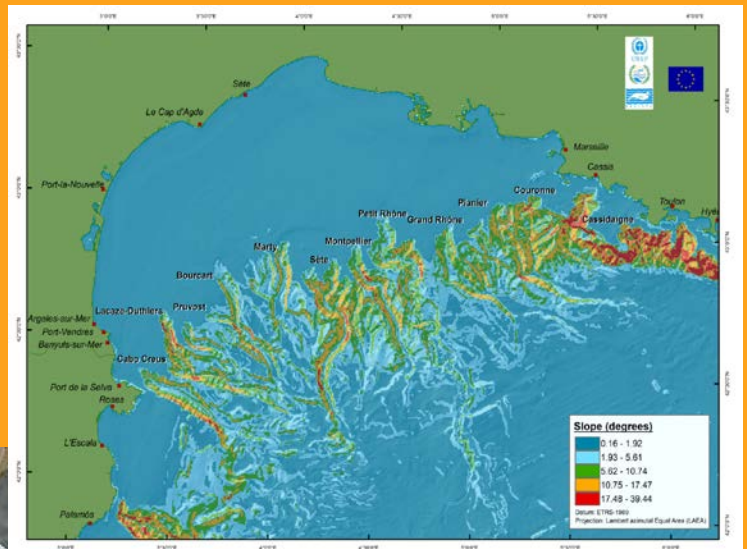 Sète
Le Cap d'Agde
Marseille
Cassis
Port-la-Nouvelle
Couronne
Toulon
Planier
Petit Rhône
Grand Rhône
Cassidaigne
Montpellier
Marty
Sète
Bourcart
Lacaze-Duthiers
Pruvost
Argeles-sur-Mer
Port-Vendres
Banyuls-sur-Mer
Cabo Creus
Port de la Selva
Roses
L'Escala
Palamós
Slope (degrees)
0.16 - 1.92
1.93 - 5.61
5.62 - 10.74
10.75 - 17.47
17.48 - 39.44
Datum: ETRS-1989
Projection: Lambert azimutal Equal Area (LAEA)